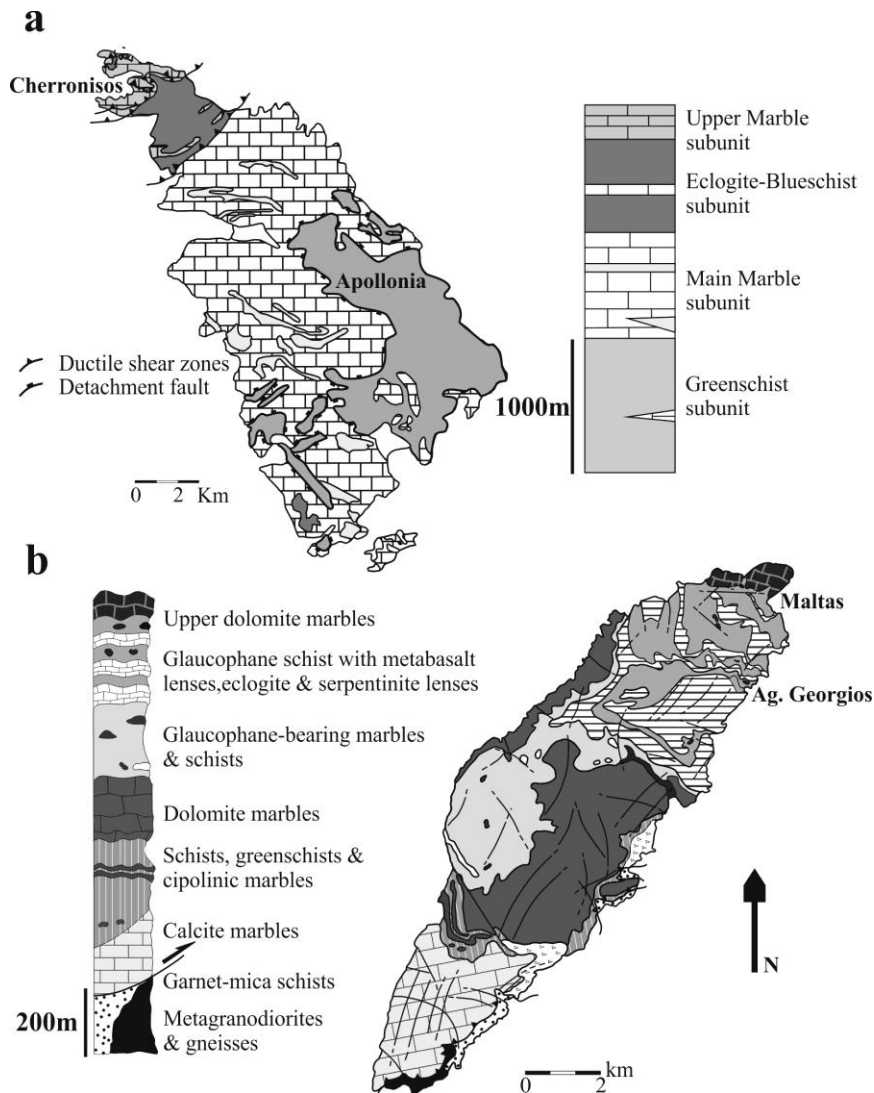 a
Cherronisos
Apollonia
Ductile shear zones
Detachment fault
0 2 Km
Upper Marble
subunit
Eclogite-Blueschist
subunit
Main Marble
subunit
Greenschist
subunit
1000m
b
Upper dolomite marbles
Glaucophane schist with metabasalt
lenses,eclogite & serpentinite lenses
Glaucophane-bearing marbles
& schists
Dolomite marbles
Schists, greenschists &
cipolinic marbles
Calcite marbles
Garnet-mica schists
Metagranodiorites
& gneisses
200m
Maltas
Ag. Georgios
N
0 2 km